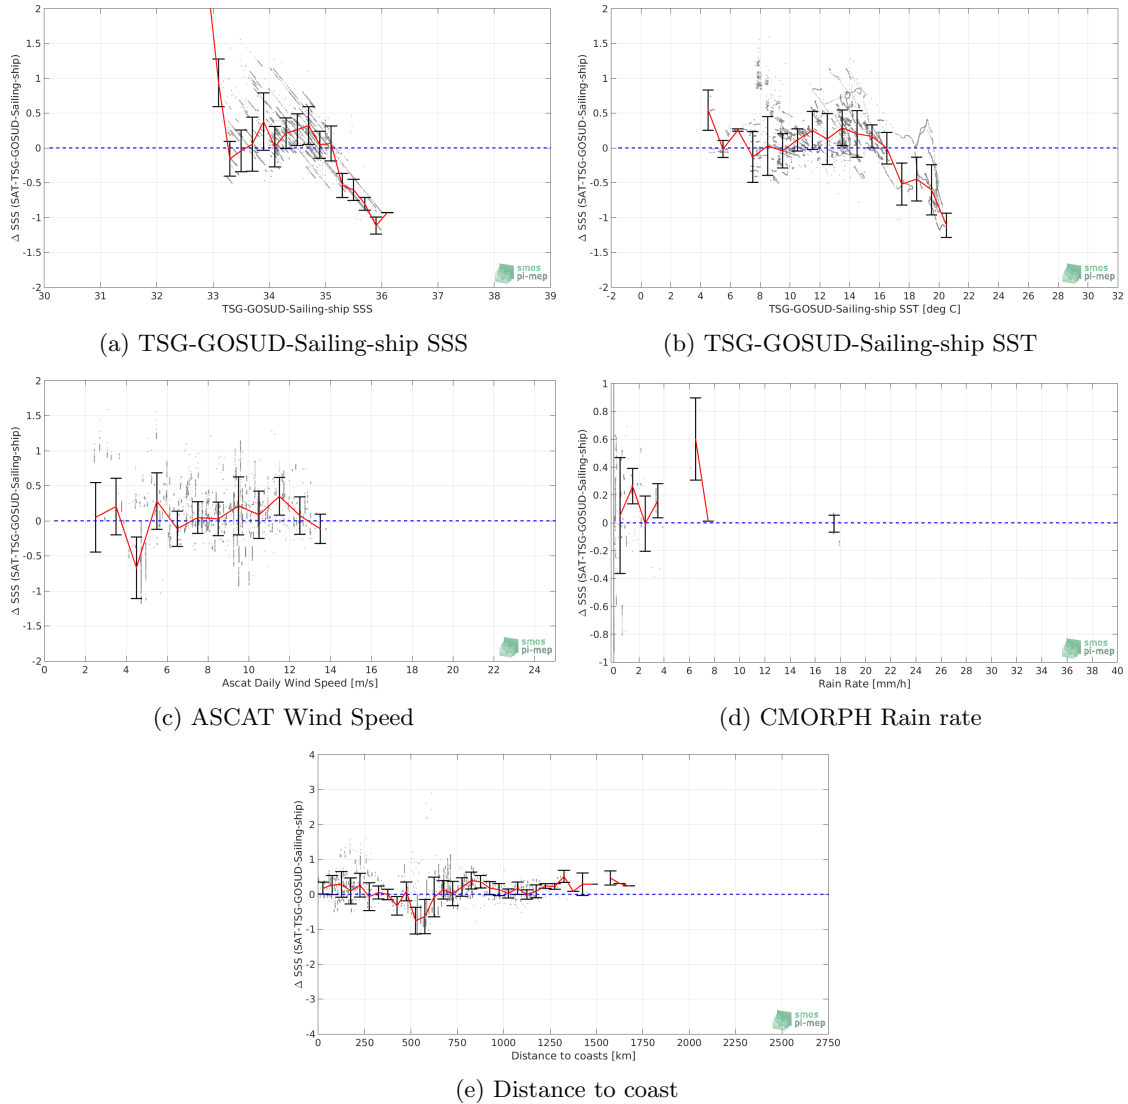 2
1.5
1
0.5
0
-0.5
-1
-1.5
-2
Δ SSS (SAT-TSG-GOSUD-Sailing-ship)
30 31 32 33 34 35 36 37 38 39
TSG-GOSUD-Sailing-ship SSS
smos
pi-mep
(a) TSG-GOSUD-Sailing-ship SSS
2
1.5
1
0.5
0
-0.5
-1
-1.5
-2
Δ SSS (SAT-TSG-GOSUD-Sailing-ship)
-2 0 2 4 6 8 10 12 14 16 18 20 22 24 26 28 30 32
TSG-GOSUD-Sailing-ship SST [deg C]
smos
pi-mep
(b) TSG-GOSUD-Sailing-ship SST
2
1.5
1
0.5
0
-0.5
-1
-1.5
-2
Δ SSS (SAT-TSG-GOSUD-Sailing-ship)
0 2 4 6 8 10 12 14 16 18 20 22 24
Ascat Daily Wind Speed [m/s]
smos
pi-mep
(c) ASCAT Wind Speed
1
0.8
0.6
0.4
0.2
0
-0.2
-0.4
-0.6
-0.8
-1
Δ SSS (SAT-TSG-GOSUD-Sailing-ship)
0 2 4 6 8 10 12 14 16 18 20 22 24 26 28 30 32 34 36 38 40
Rain Rate [mm/h]
smos
pi-mep
(d) CMORPH Rain rate
4
3
2
1
0
-1
-2
-3
-4
Δ SSS (SAT-TSG-GOSUD-Sailing-ship)
0 250 500 750 1000 1250 1500 1750 2000 2250 2500 2750
Distance to coasts [km]
smos
pi-mep
(e) Distance to coast